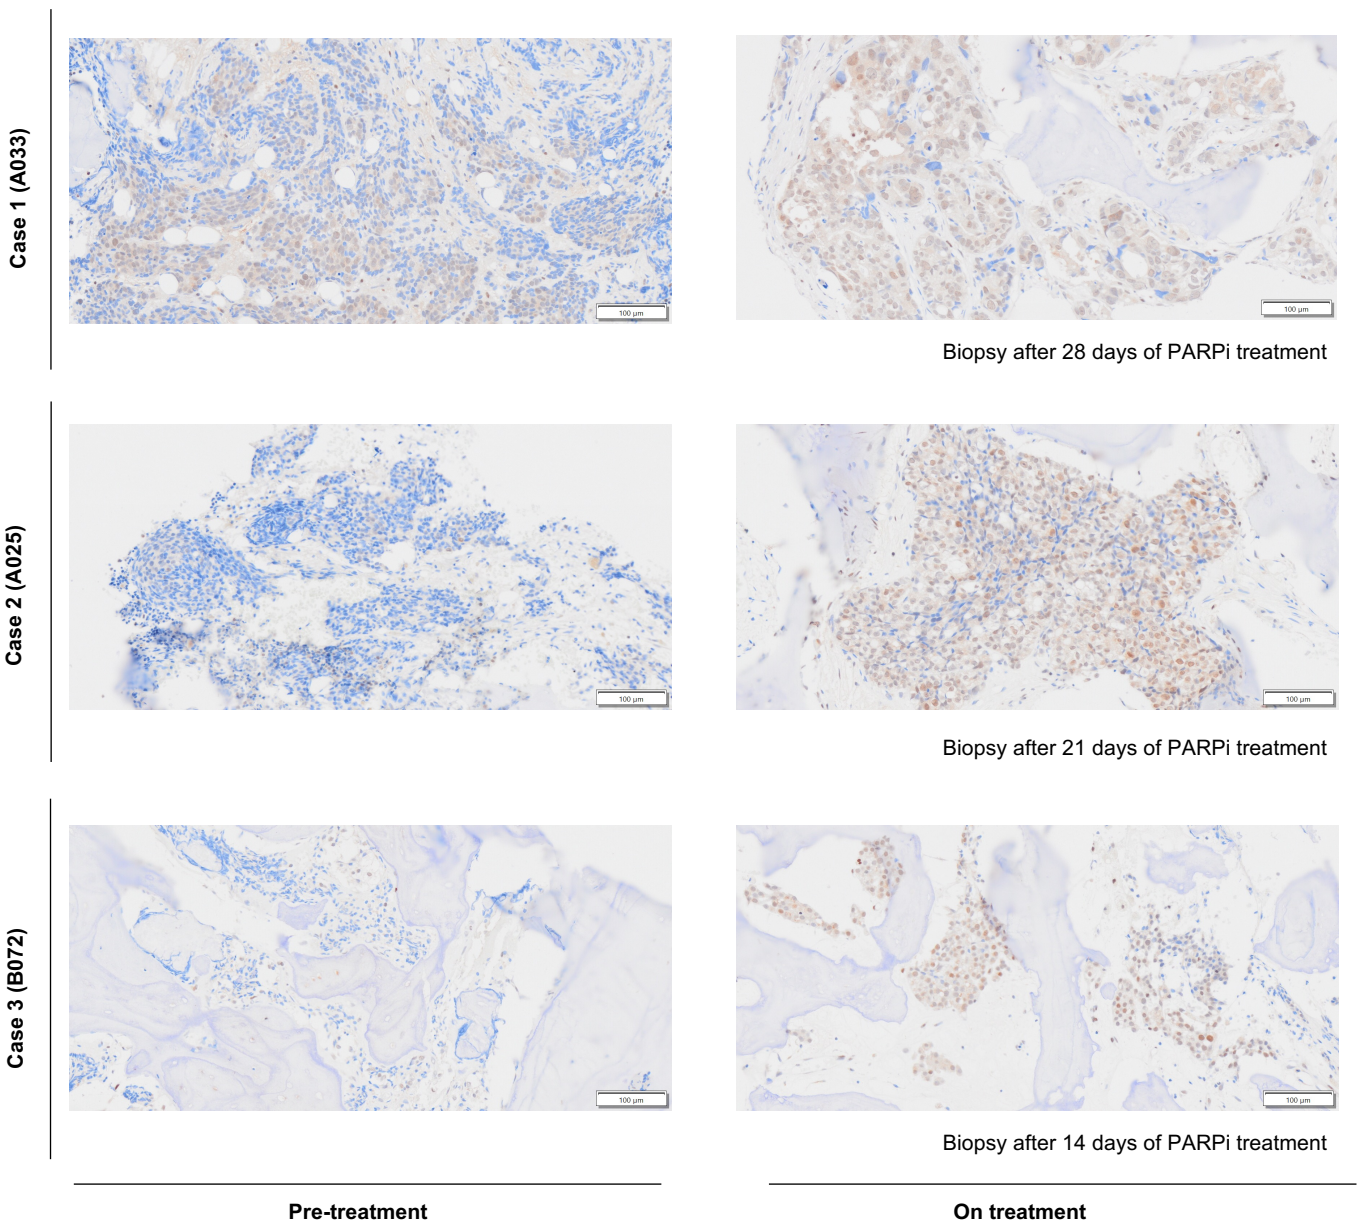 Case 1 (A033)
100 µm
100 µm
Biopsy after 28 days of PARPi treatment
Case 2 (A025)
100 µm
100 µm
Biopsy after 21 days of PARPi treatment
Case 3 (B072)
100 µm
100 µm
Biopsy after 14 days of PARPi treatment
Pre-treatment
On treatment